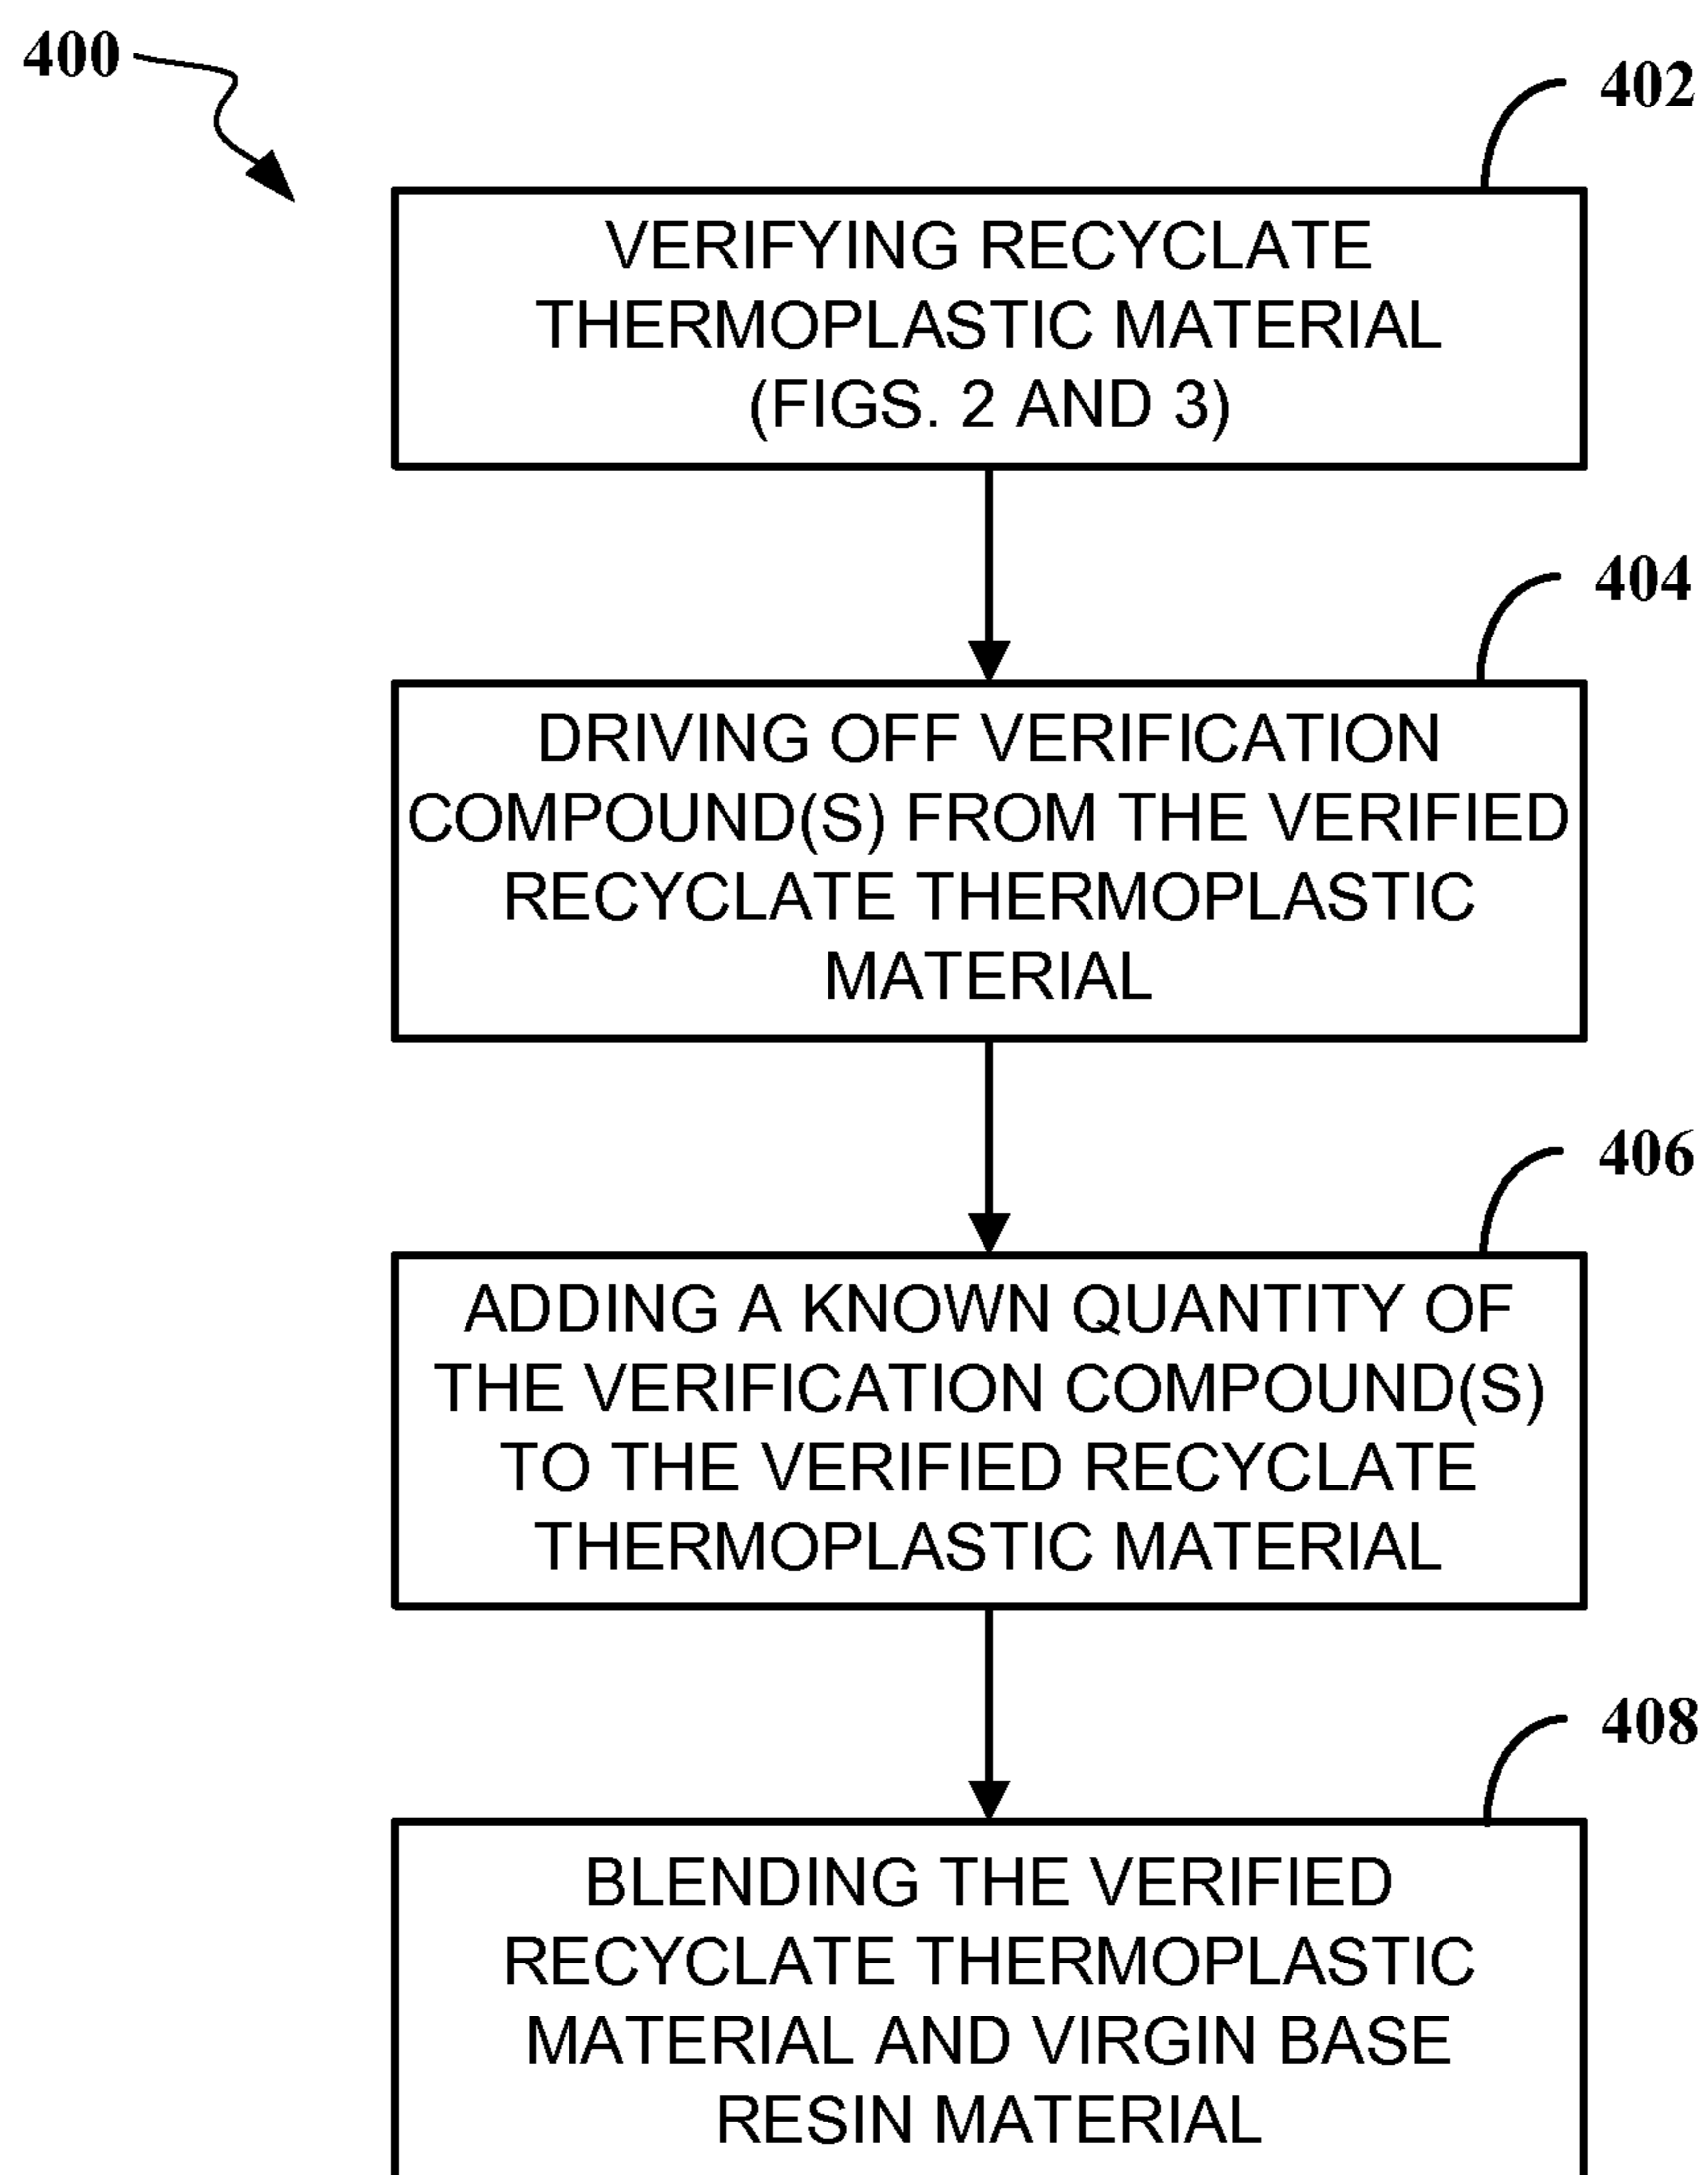 400
402
VERIFYING RECYCLATE
THERMOPLASTIC MATERIAL
(FIGS. 2 AND 3)
404
DRIVING OFF VERIFICATION
COMPOUND(S) FROM THE VERIFIED
RECYCLATE THERMOPLASTIC
MATERIAL
406
ADDING A KNOWN QUANTITY OF
THE VERIFICATION COMPOUND(S)
TO THE VERIFIED RECYCLATE
THERMOPLASTIC MATERIAL
408
BLENDING THE VERIFIED
RECYCLATE THERMOPLASTIC
MATERIAL AND VIRGIN BASE
RESIN MATERIAL